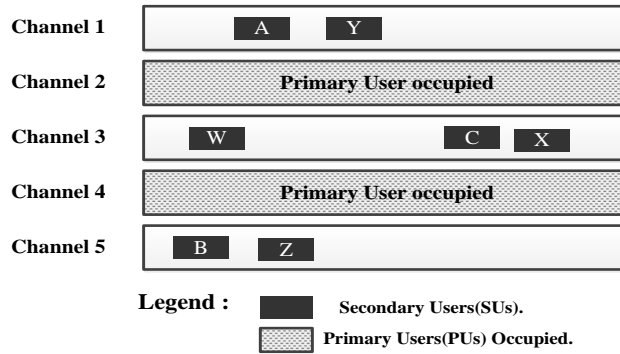 Channel 1 A Y
Channel 2 Primary User occupied
Channel 3 W C X
Channel 4 Primary User occupied
Channel 5 B Z
Legend :
Secondary Users(SUs).
Primary Users(PUs) Occupied.